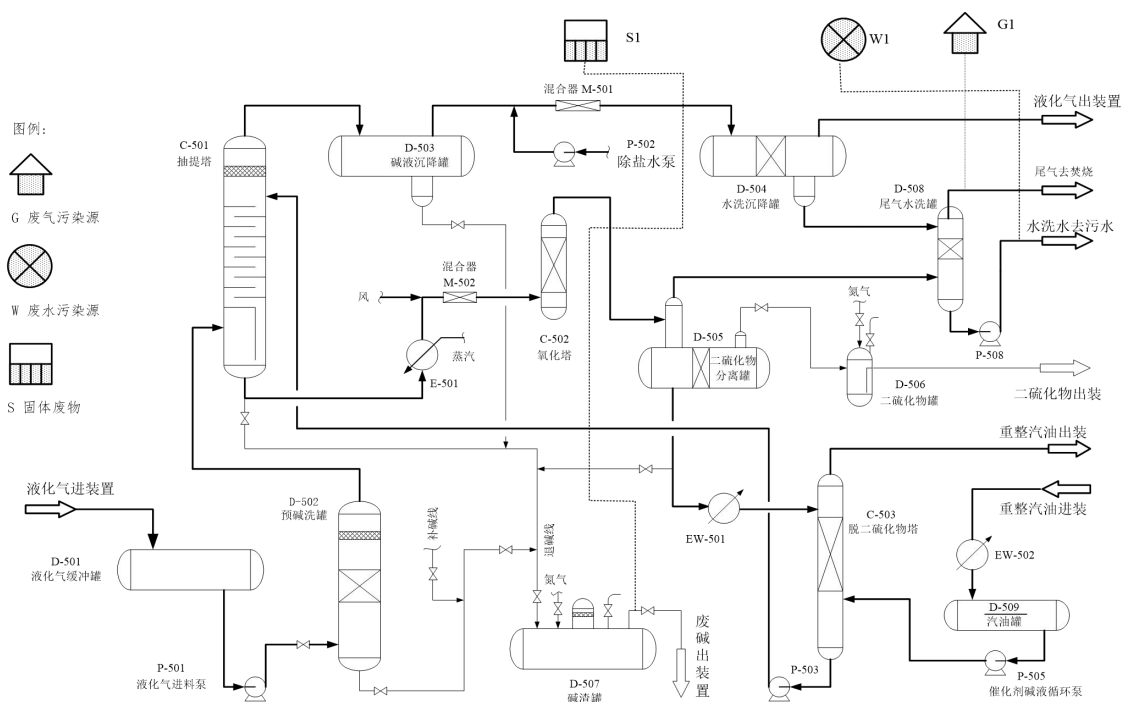 S1
W1
G1
混合器 M-501
液化气出装置
图例:
C-501
抽提塔
D-503
碱液沉降罐
P-502
除盐水泵
D-504
水洗沉降罐
D-508
尾气水洗罐
尾气去焚烧
水洗水去污水
G 废气污染源
混合器
M-502
风
氮气
W 废水污染源
C-502
氧化塔
D-505
二硫化物
分离罐
蒸汽
E-501
P-508
D-506
二硫化物罐
二硫化物出装
S 固体废物
重整汽油出装
液化气进装置
D-502
预碱洗罐
补碱线
退碱线
EW-501
C-503
脱二硫化物塔
重整汽油进装
EW-502
D-501
液化气缓冲罐
氮气
D-509
汽油罐
废碱出装置
P-501
液化气进料泵
D-507
碱渣罐
P-503
P-505
催化剂碱液循环泵